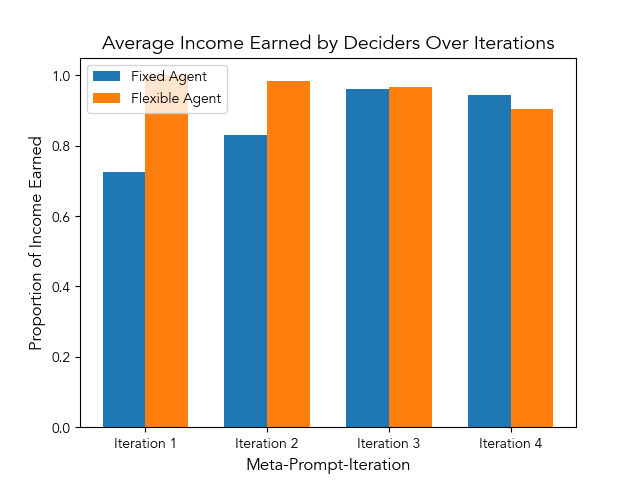 Average Income Earned by Deciders Over Iterations
Fixed Agent
Flexible Agent
Proportion of Income Earned
1.0
0.8
0.6
0.4
0.2
0.0
Iteration 1
Iteration 2
Iteration 3
Iteration 4
Meta-Prompt-Iteration